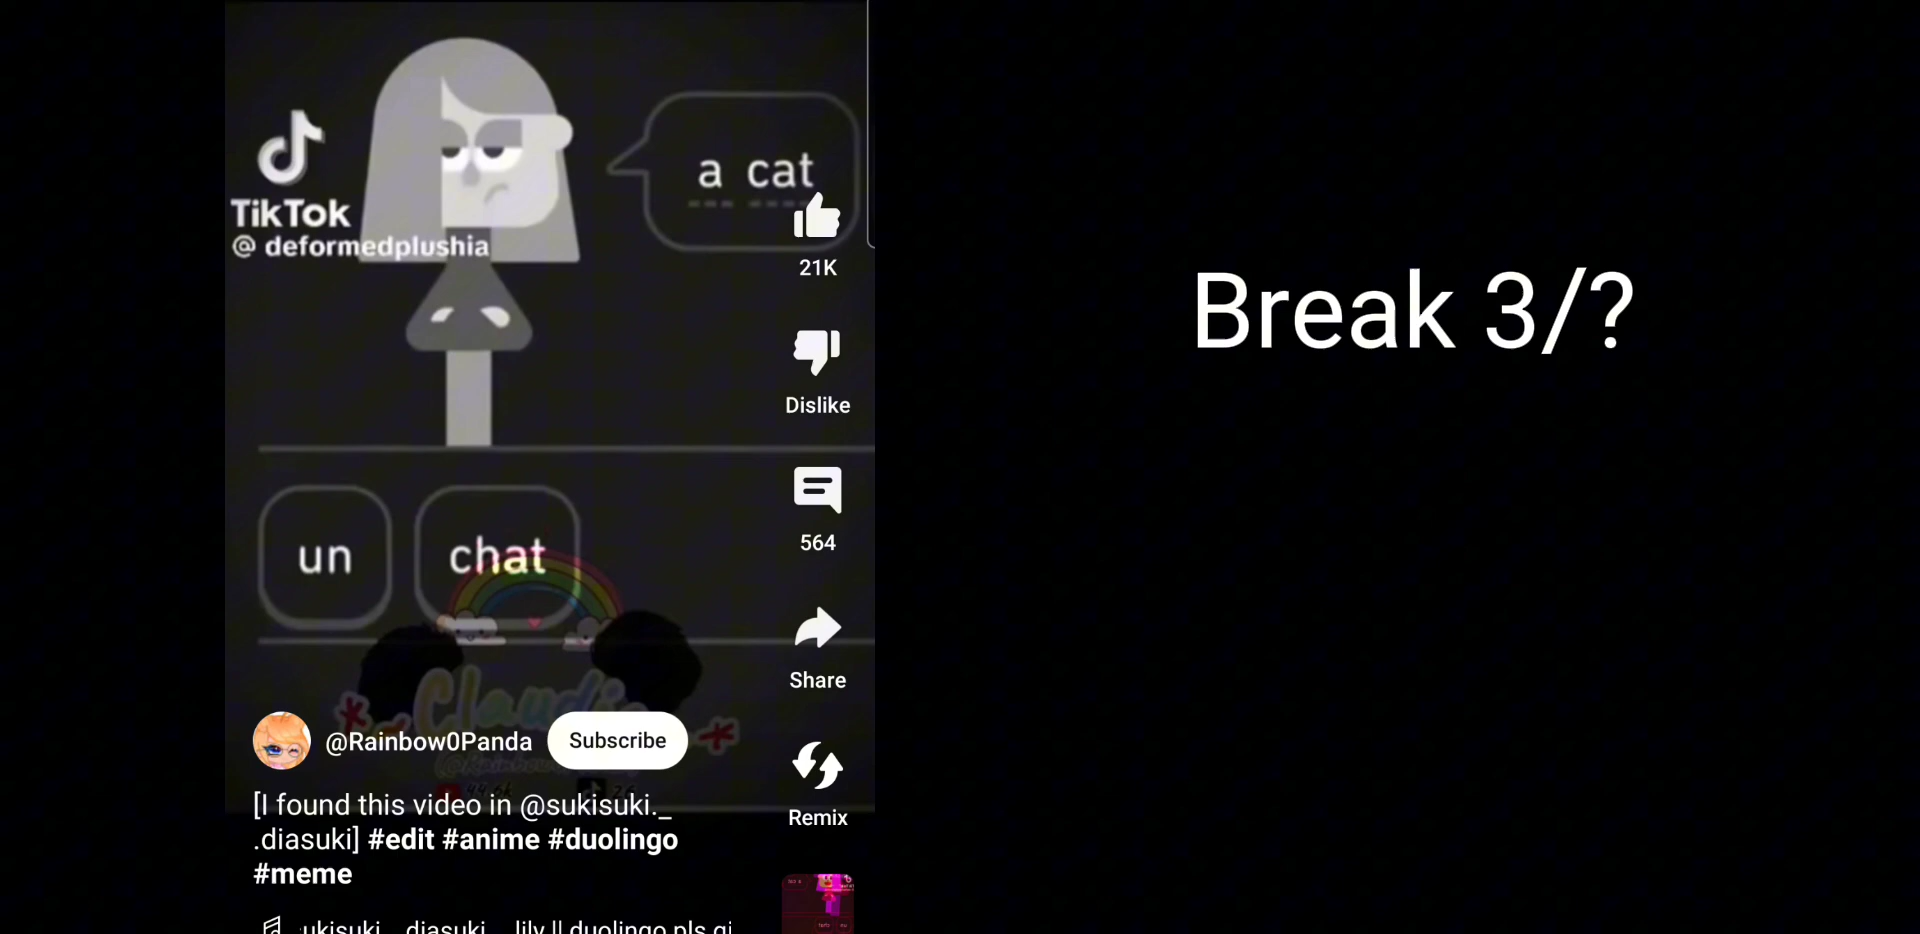 a cat
TikTok
@ deformedplushia
21K
Dislike
un
chat
564
Share
@Rainbow0Panda
Subscribe
[I found this video in @sukisuki._
.diasuki] #edit #anime #duolingo
#meme
Remix
Break 3/?